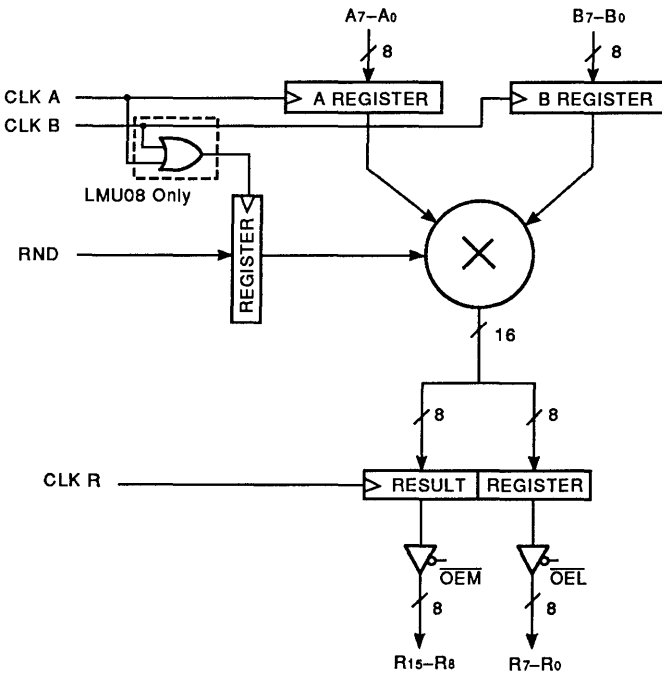 A7–A0
B7–B0
8
8
CLK A
A REGISTER
B REGISTER
CLK B
LMU08 Only
RND
REGISTER
16
8
8
CLK R
RESULT
REGISTER
OEM
OEL
8
8
R15–R8
R7–R0